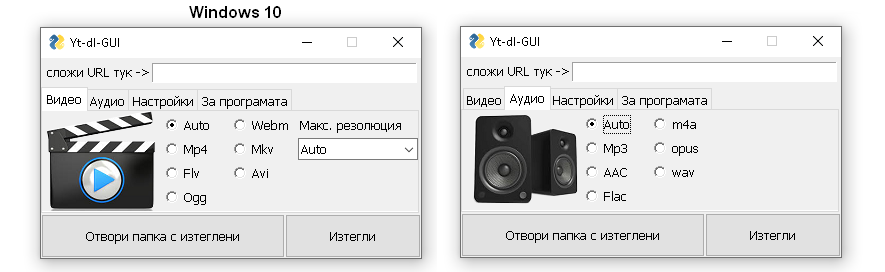 Windows 10
Yt-dl-GUI
сложи URL тук ->
Видео Аудио Настройки За програмата
Auto Webm Макс. резолюция
Mp4 Mkv Auto
Flv Avi
Ogg
Отвори папка с изтеглени Изтегли
Yt-dl-GUI
сложи URL тук ->
Видео Аудио Настройки За програмата
Auto m4a
Mp3 opus
AAC wav
Flac
Отвори папка с изтеглени Изтегли